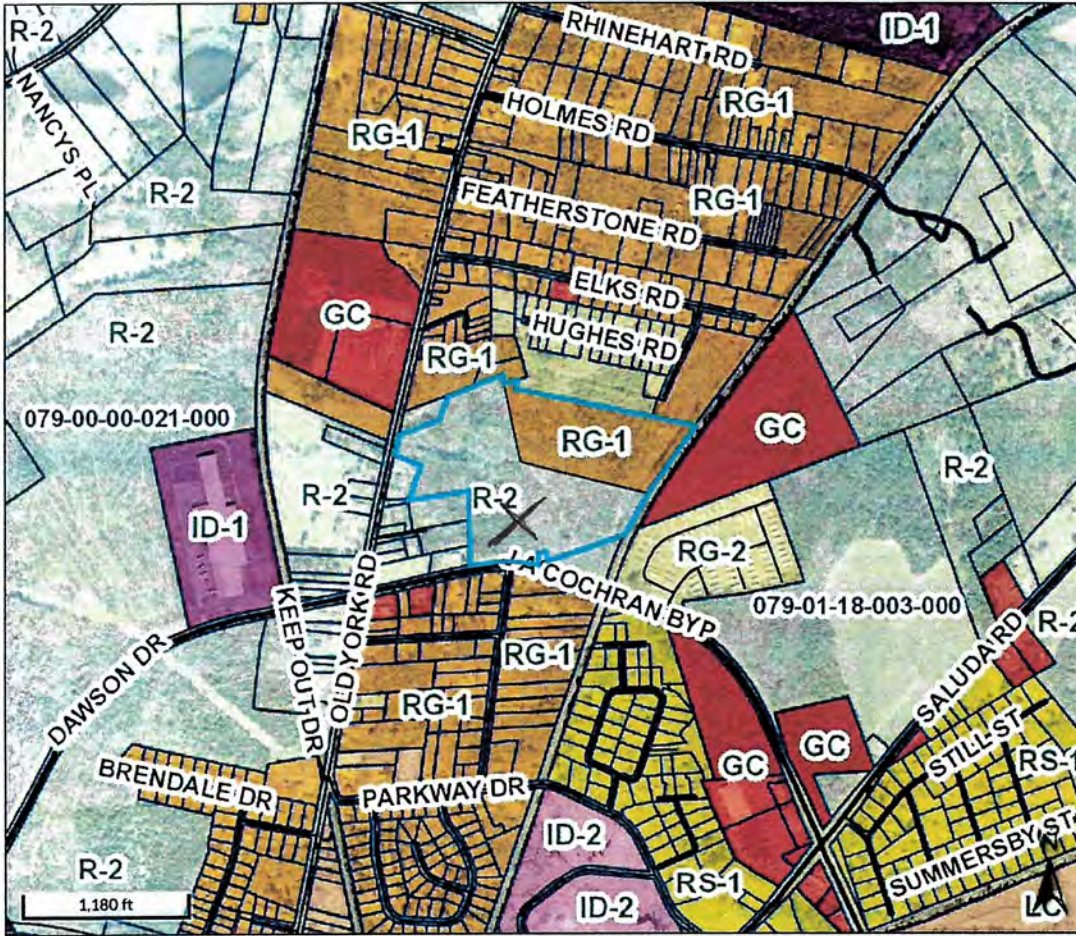 R-2
RHINEHART RD
ID-1
NANCYS PL
RG-1
HOLMES RD
RG-1
R-2
FEATHERSTONE RD
RG-1
R-2
GC
ELKS RD
HUGHES RD
RG-1
079-00-00-021-000
RG-1
GC
R-2
R-2
R-2
ID-1
RG-2
J A COCHRAN BYP
079-01-18-003-000
KEEP OUT DR
OLD YORK RD
RG-1
R-2
DAWSON DR
RG-1
SALUDA RD
STILL ST
GC
GC
RS-1
BRENDALE DR
PARKWAY DR
ID-2
R-2
RS-1
SUMMERSBY ST
1,180 ft
ID-2
LC